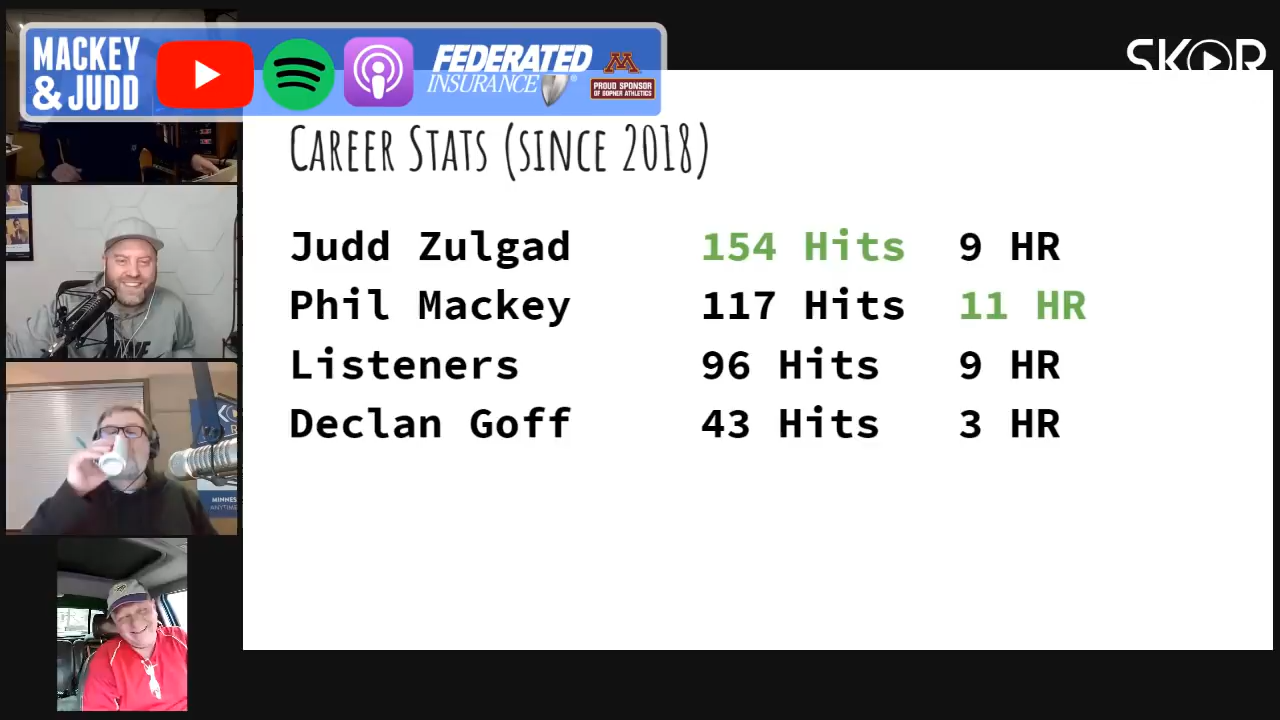 MACKEY
& JUDD
FEDERATED
INSURANCE
PROUD SPONSOR
OF GOPHER ATHLETICS
SKOR
CAREER STATS (SINCE 2018)
Judd Zulgad 154 Hits 9 HR
Phil Mackey 117 Hits 11 HR
Listeners 96 Hits 9 HR
Declan Goff 43 Hits 3 HR
ANYTIME